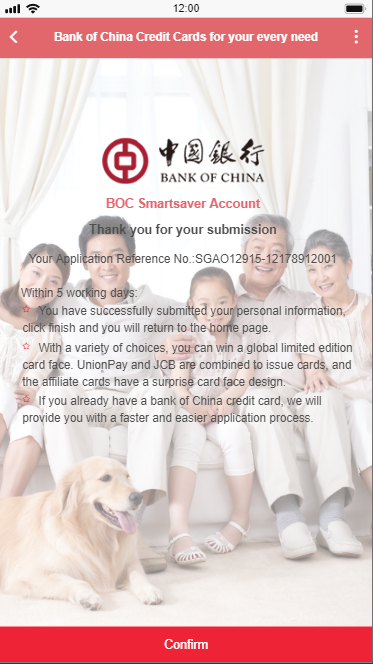 12:00
Bank of China Credit Cards for your every need
中國銀行
BANK OF CHINA
BOC Smartsaver Account
Thank you for your submission
Your Application Reference No.:SGAO12915-12178912001
Within 5 working days:
You have successfully submitted your personal information,
click finish and you will return to the home page.
With a variety of choices, you can win a global limited edition
card face. UnionPay and JCB are combined to issue cards, and
the affiliate cards have a surprise card face design.
If you already have a bank of China credit card, we will
provide you with a faster and easier application process.
Confirm